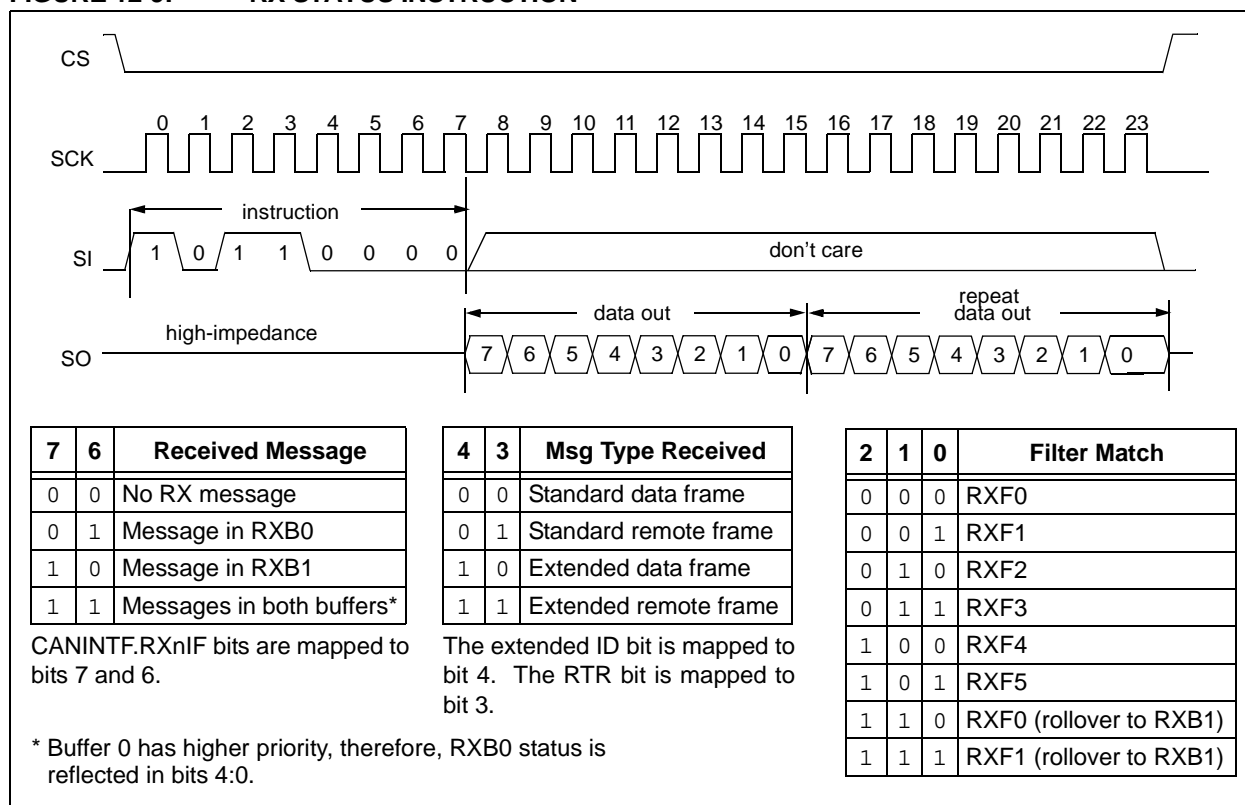 CS
0 1 2 3 4 5 6 7 8 9 10 11 12 13 14 15 16 17 18 19 20 21 22 23
SCK
instruction
SI 1 0 1 1 0 0 0 0 don't care
repeat
data out data out
high-impedance
SO 7 6 5 4 3 2 1 0 7 6 5 4 3 2 1 0
7 6 Received Message
0 0 No RX message
0 1 Message in RXB0
1 0 Message in RXB1
1 1 Messages in both buffers*
CANINTF.RXnIF bits are mapped to
bits 7 and 6.
4 3 Msg Type Received
0 0 Standard data frame
0 1 Standard remote frame
1 0 Extended data frame
1 1 Extended remote frame
The extended ID bit is mapped to
bit 4. The RTR bit is mapped to
bit 3.
2 1 0 Filter Match
0 0 0 RXF0
0 0 1 RXF1
0 1 0 RXF2
0 1 1 RXF3
1 0 0 RXF4
1 0 1 RXF5
1 1 0 RXF0 (rollover to RXB1)
1 1 1 RXF1 (rollover to RXB1)
* Buffer 0 has higher priority, therefore, RXB0 status is
reflected in bits 4:0.